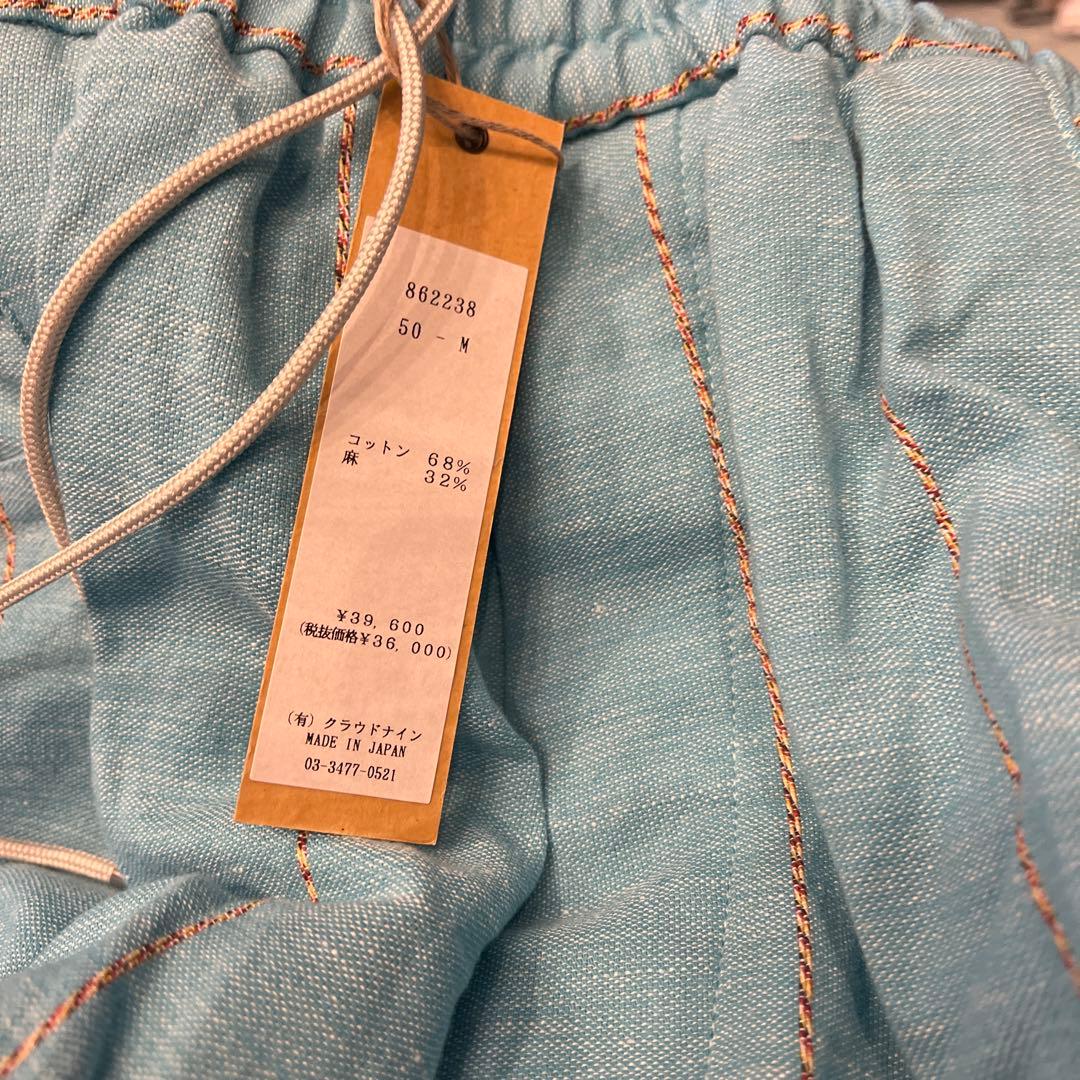 862238
50 - M
コットン 68%
麻 32%
¥39,600
(税抜価格¥36,000)
(有) クラウドナイン
MADE IN JAPAN
03-3477-0521